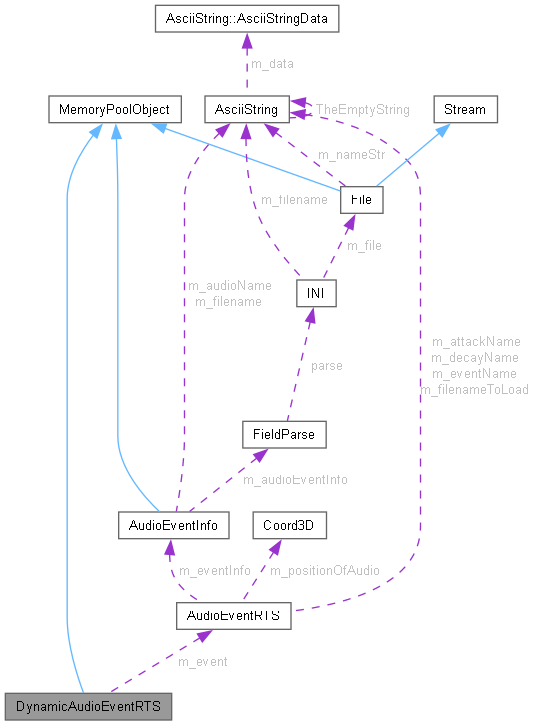 AsciiString::AsciiStringData
m_data
MemoryPoolObject
AsciiString
TheEmptyString
Stream
m_nameStr
File
m_filename
m_file
m_audioName
m_filename
INI
m_attackName
m_decayName
m_eventName
m_filenameToLoad
parse
FieldParse
m_audioEventInfo
AudioEventInfo
Coord3D
m_eventInfo
m_positionOfAudio
AudioEventRTS
m_event
DynamicAudioEventRTS